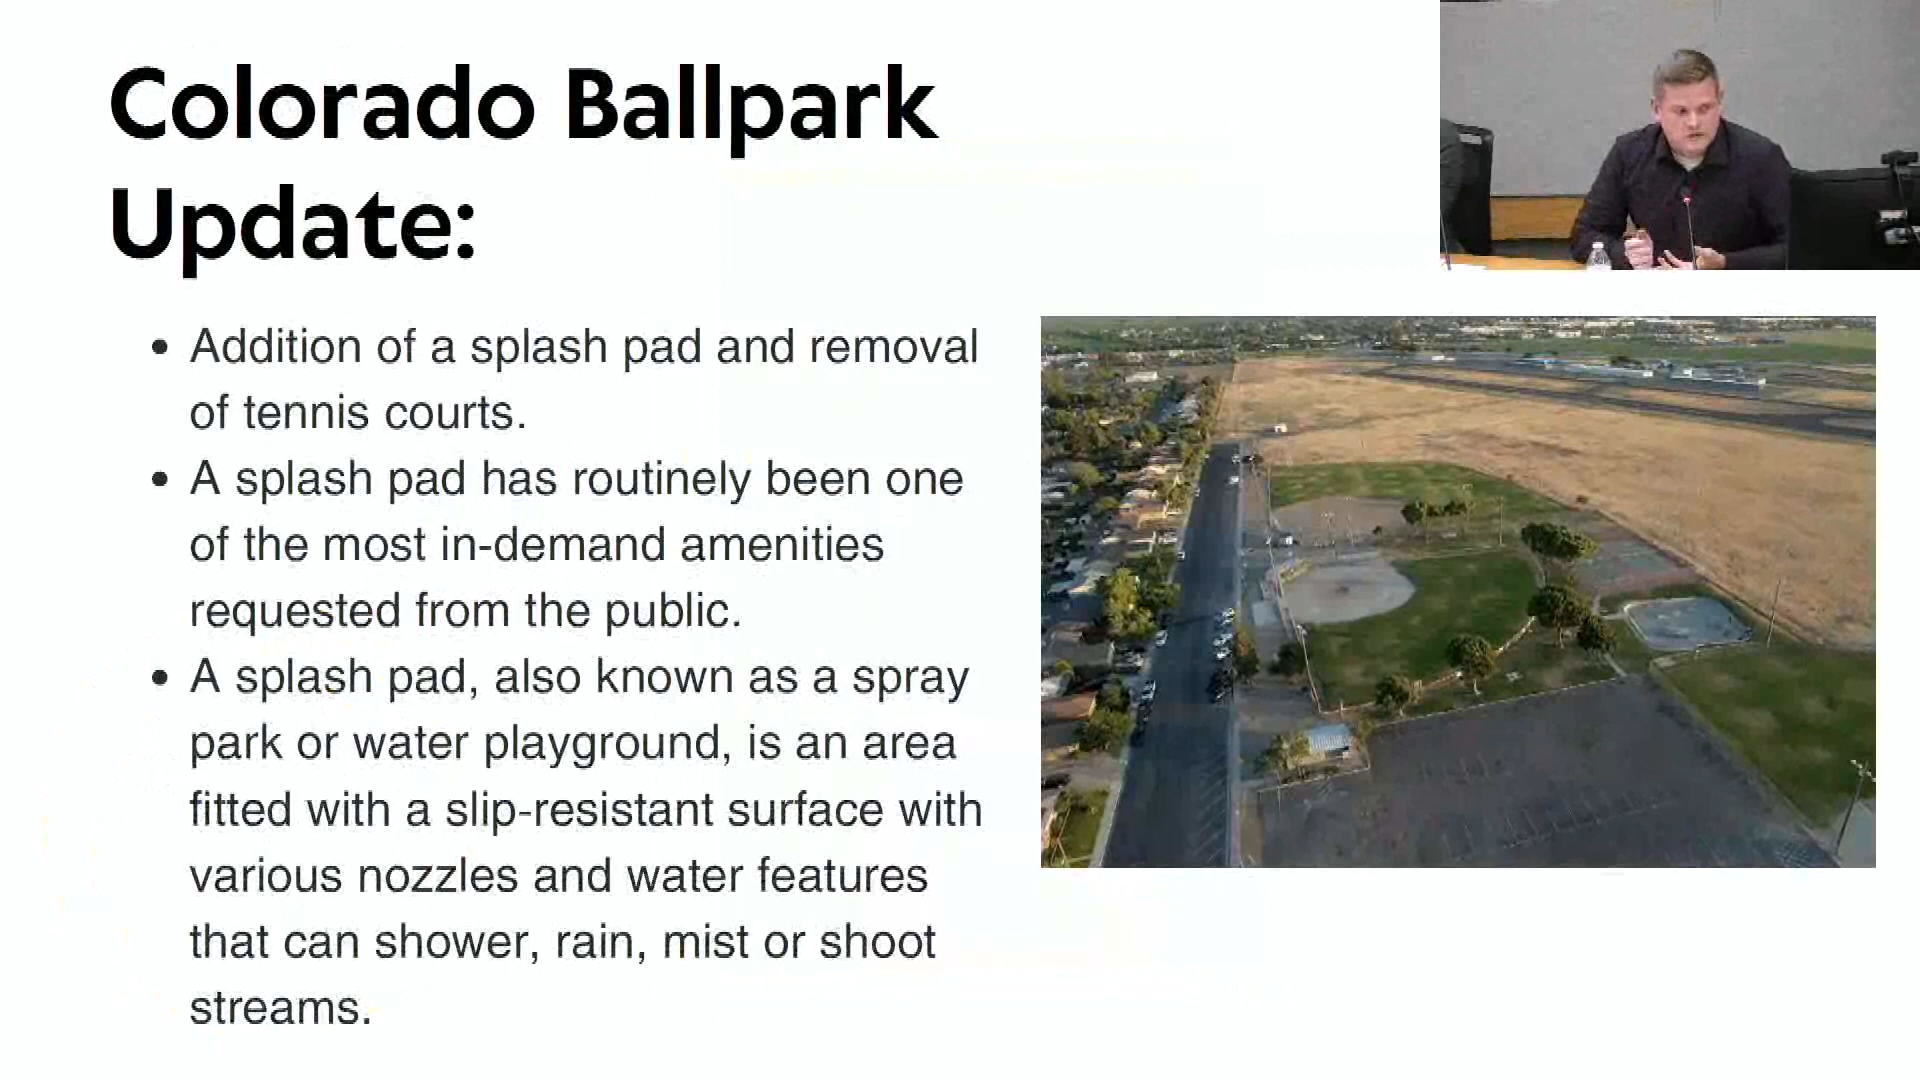 Colorado Ballpark
Update:
• Addition of a splash pad and removal
of tennis courts.
• A splash pad has routinely been one
of the most in-demand amenities
requested from the public.
• A splash pad, also known as a spray
park or water playground, is an area
fitted with a slip-resistant surface with
various nozzles and water features
that can shower, rain, mist or shoot
streams.